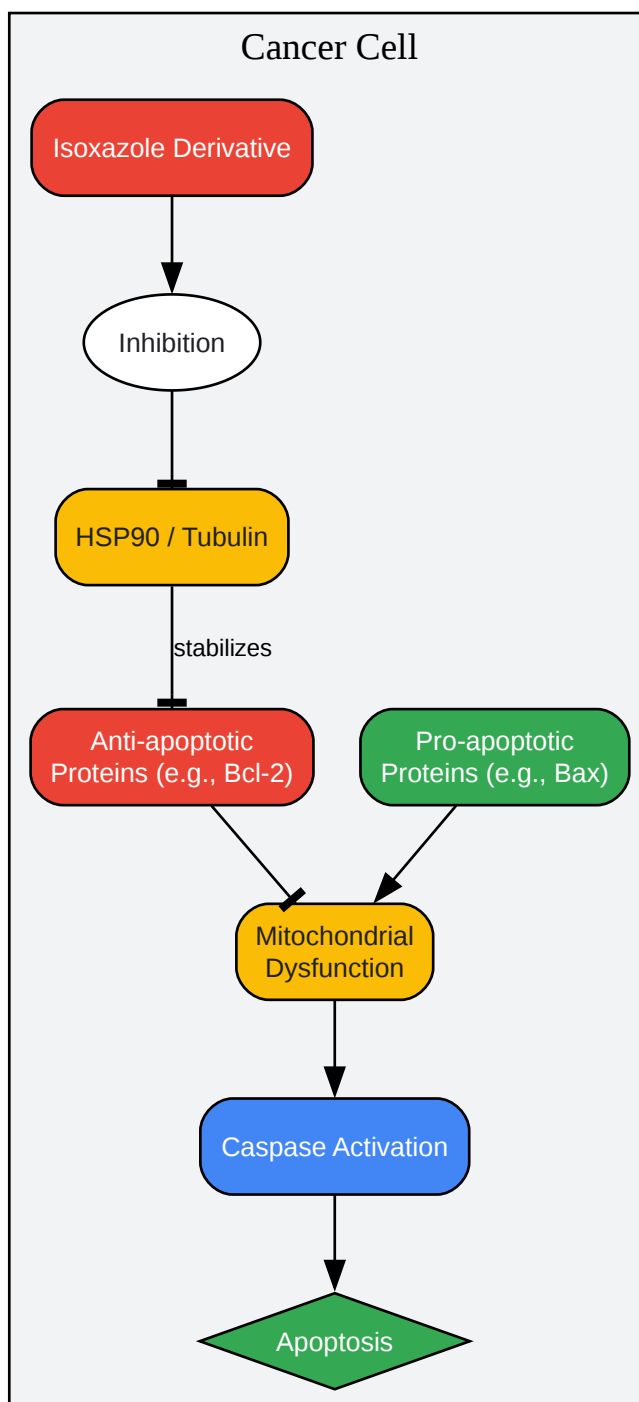 Cancer Cell
Isoxazole Derivative
Inhibition
HSP90 / Tubulin
stabilizes
Anti-apoptotic
Proteins (e.g., Bcl-2)
Pro-apoptotic
Proteins (e.g., Bax)
Mitochondrial
Dysfunction
Caspase Activation
Apoptosis